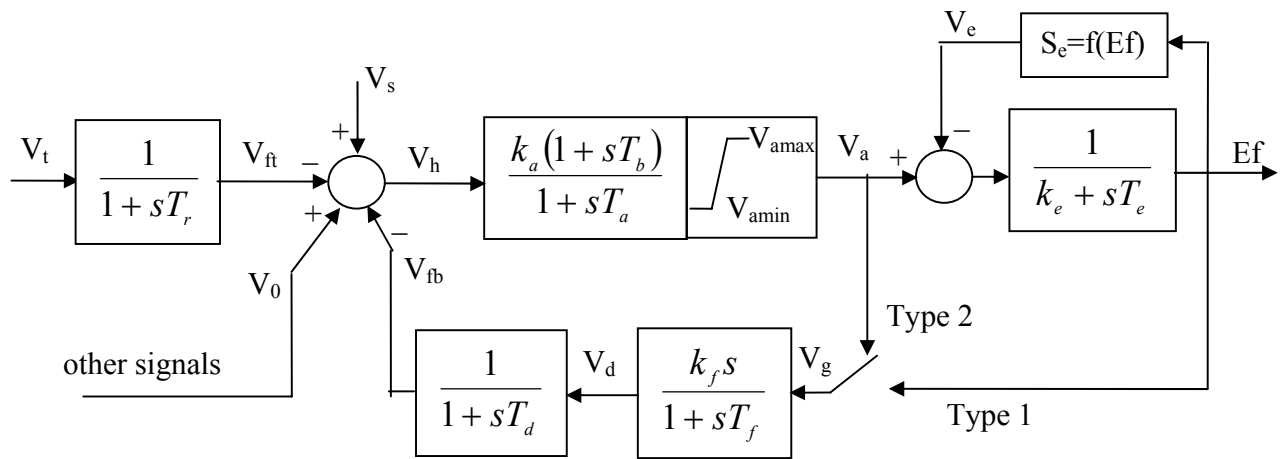 V_e
S_e=f(Ef)
V_s
V_t
1
1 + sT_r
V_ft
−
+
+
−
V_h
k_a(1 + sT_b)
1 + sT_a
V_amax
V_amin
V_a
+
−
1
k_e + sT_e
Ef
V_0
V_fb
other signals
1
1 + sT_d
V_d
k_f s
1 + sT_f
V_g
Type 2
Type 1